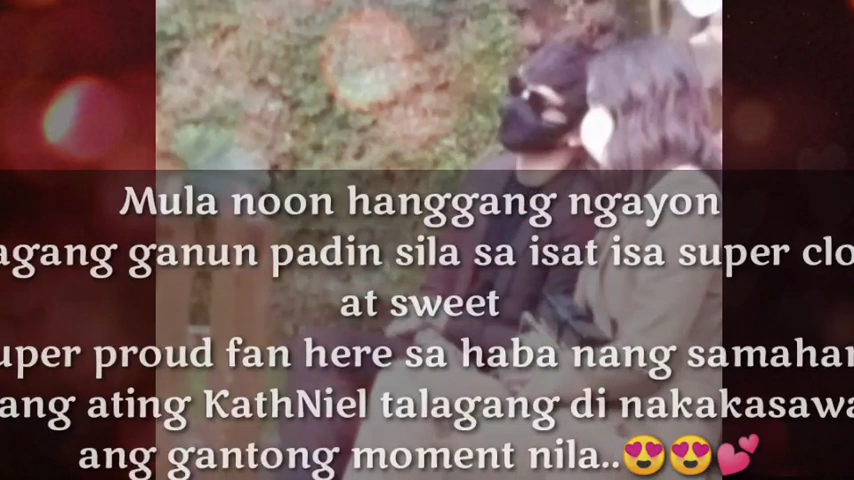 Mula noon hanggang ngayon
ganun padin sila sa isat isa super
at sweet
proud fan here sa haba nang
ating KathNiel talagang di
ang gantong moment nila..😍😍💕